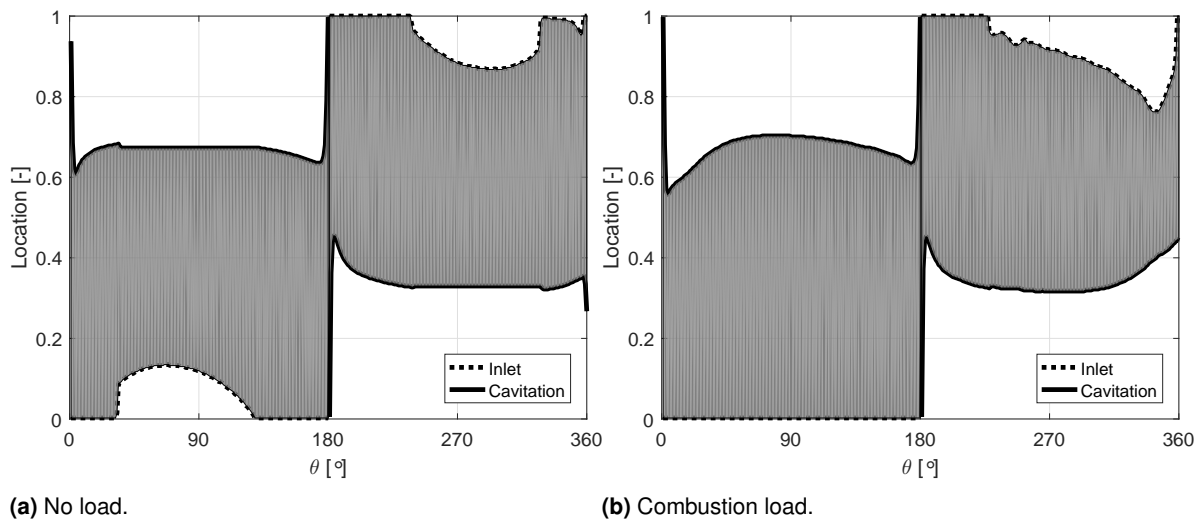 1
0.8
0.6
0.4
0.2
0
Location [-]
0 90 180 270 360
θ [°]
Inlet
Cavitation
(a) No load.
1
0.8
0.6
0.4
0.2
0
Location [-]
0 90 180 270 360
θ [°]
Inlet
Cavitation
(b) Combustion load.